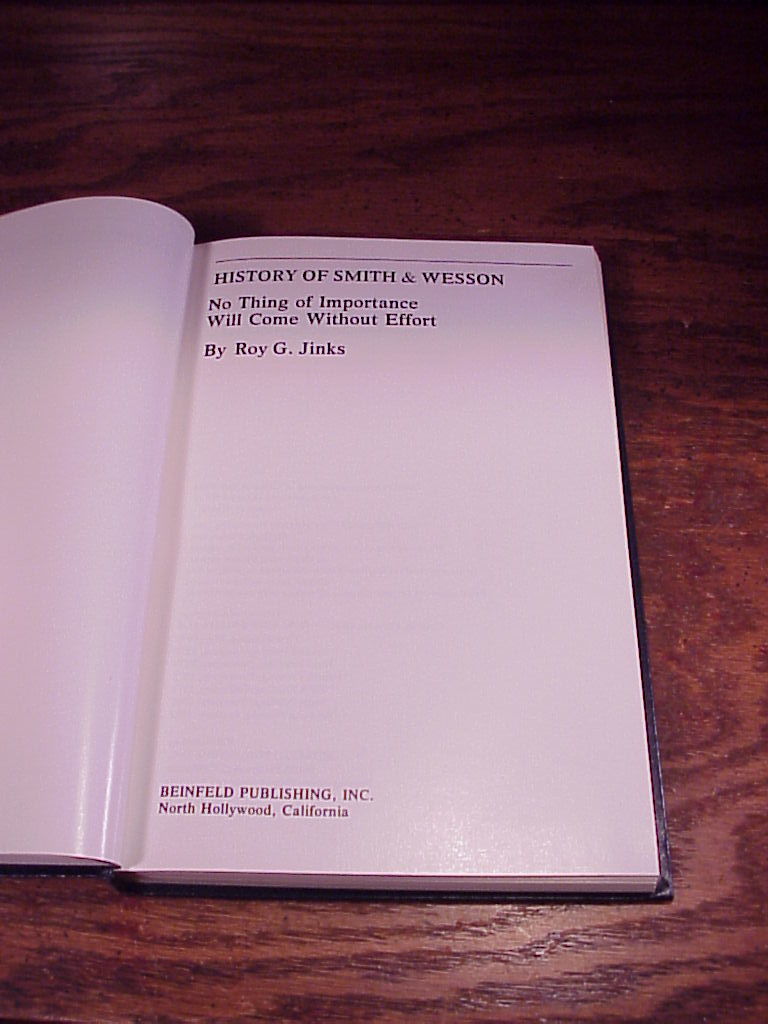 HISTORY OF SMITH & WESSON
No Thing of Importance
Will Come Without Effort
By Roy G. Jinks
BEINFELD PUBLISHING, INC.
North Hollywood, California